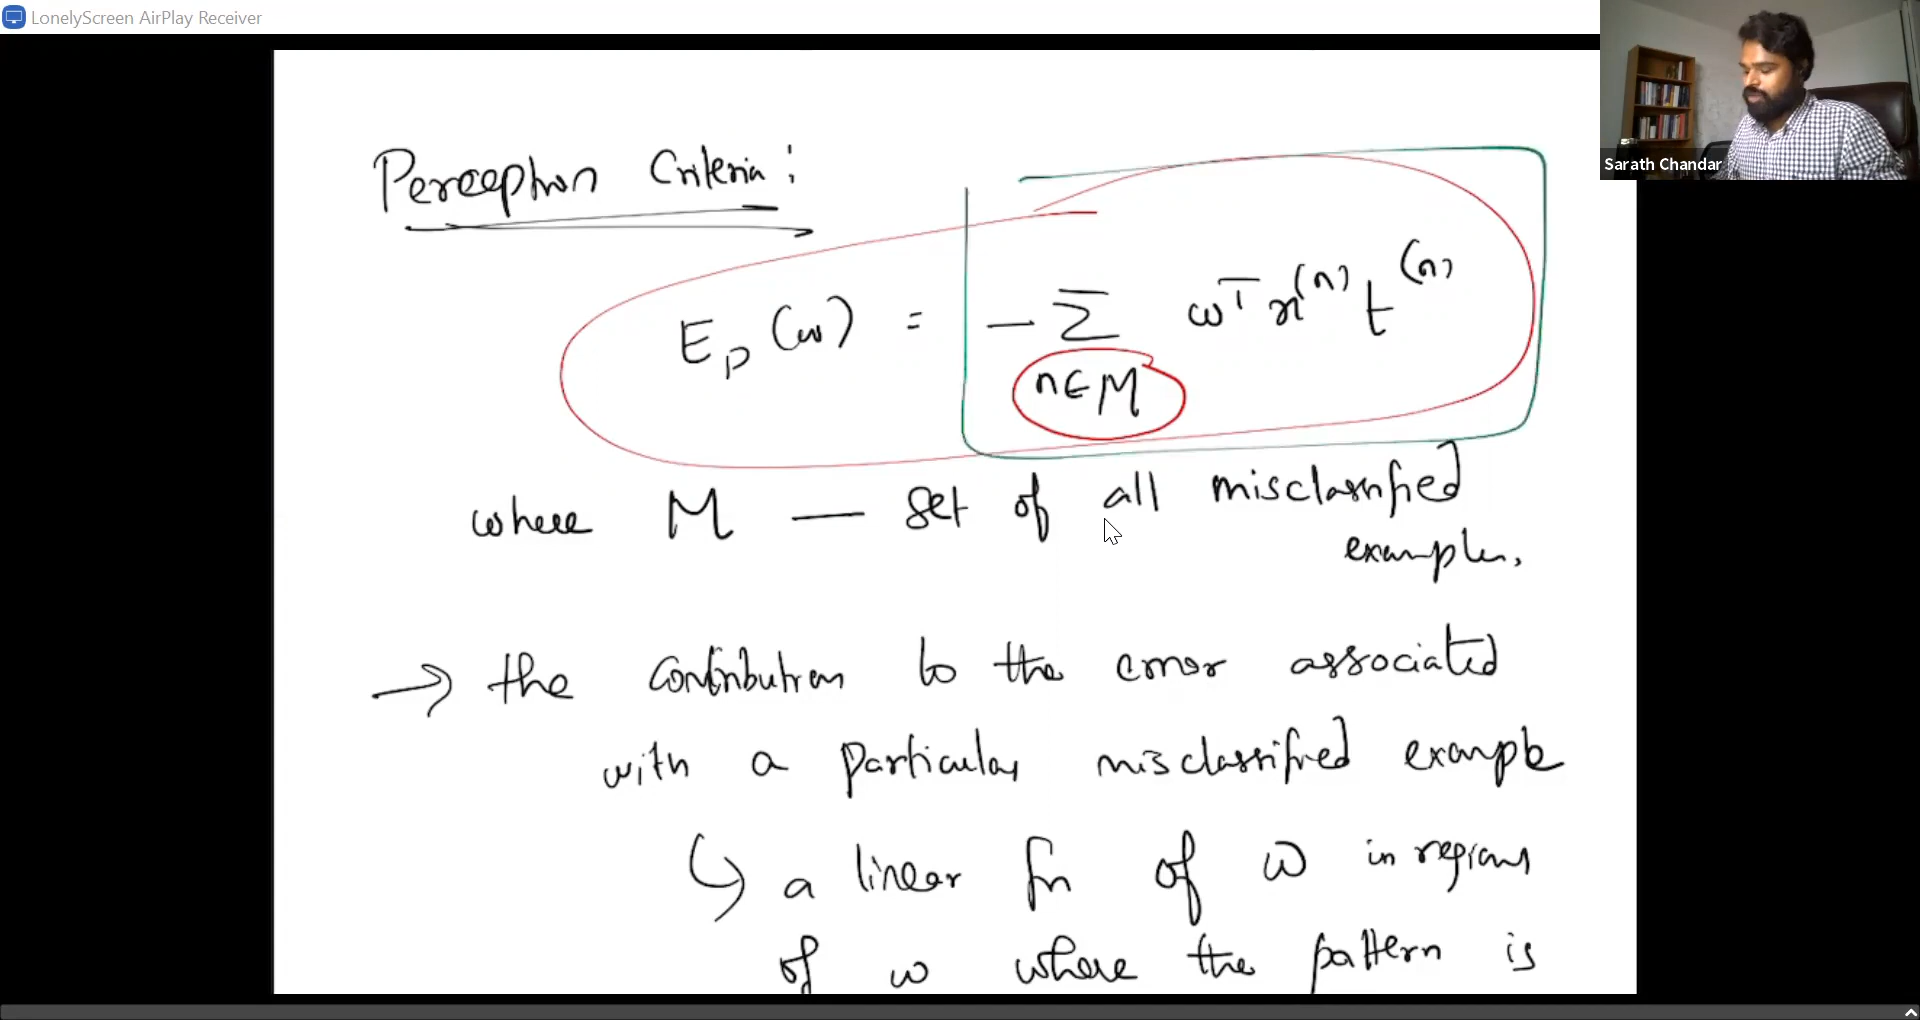 LonelyScreen AirPlay Receiver
Sarath Chandar
Perceptron Criteria:
E_p(w) = - Σ w^T x^(n) t^(n)
n∈M
where M — set of all misclassified
examples.
→ the contribution to the error associated
with a particular misclassified example
↳ a linear fn of w in regions
of w where the pattern is